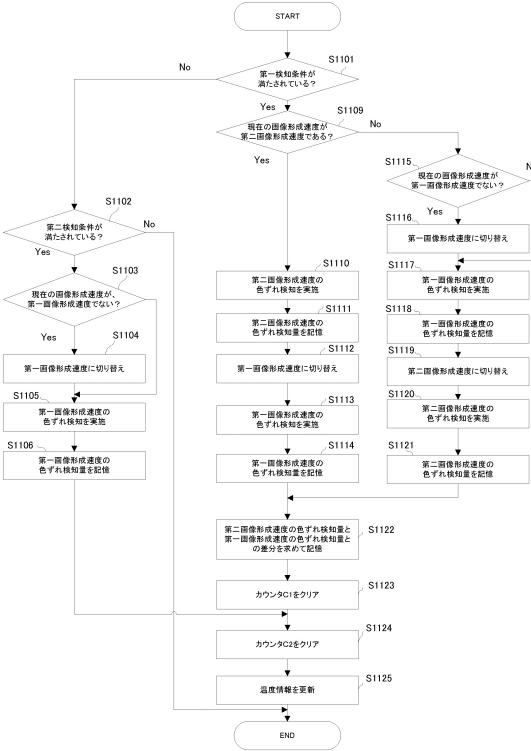 START
S1101
第一検知条件が
満たされている?
No
Yes
S1109
現在の画像形成速度が
第二画像形成速度である?
No
Yes
S1115
現在の画像形成速度が
第一画像形成速度でない?
N
Yes
S1116
第一画像形成速度に切り替え
S1117
第一画像形成速度の
色ずれ検知を実施
S1118
第一画像形成速度の
色ずれ検知量を記憶
S1119
第二画像形成速度に切り替え
S1120
第二画像形成速度の
色ずれ検知を実施
S1121
第二画像形成速度の
色ずれ検知量を記憶
S1110
第二画像形成速度の
色ずれ検知を実施
S1111
第二画像形成速度の
色ずれ検知量を記憶
S1112
第一画像形成速度に切り替え
S1113
第一画像形成速度の
色ずれ検知を実施
S1114
第一画像形成速度の
色ずれ検知量を記憶
S1102
第二検知条件が
満たされている?
No
Yes
S1103
現在の画像形成速度が、
第一画像形成速度でない?
Yes
S1104
第一画像形成速度に切り替え
S1105
第一画像形成速度の
色ずれ検知を実施
S1106
第一画像形成速度の
色ずれ検知量を記憶
S1122
第二画像形成速度の色ずれ検知量と
第一画像形成速度の色ずれ検知量と
の差分を求めて記憶
S1123
カウンタC1をクリア
S1124
カウンタC2をクリア
S1125
温度情報を更新
END